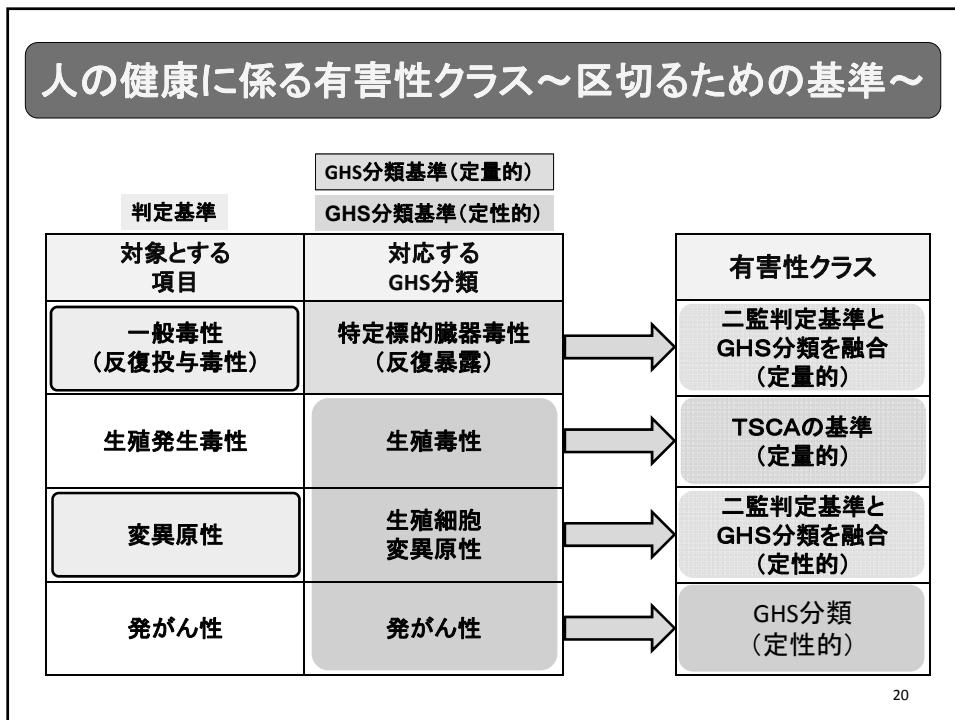 人の健康に係る有害性クラス～区切るための基準～
GHS分類基準（定量的）
判定基準
GHS分類基準（定性的）
対象とする
項目
対応する
GHS分類
有害性クラス
一般毒性
（反復投与毒性）
特定標的臓器毒性
（反復暴露）
二監判定基準と
GHS分類を融合
（定量的）
生殖発生毒性
生殖毒性
TSCAの基準
（定量的）
変異原性
生殖細胞
変異原性
二監判定基準と
GHS分類を融合
（定性的）
発がん性
発がん性
GHS分類
（定性的）
20